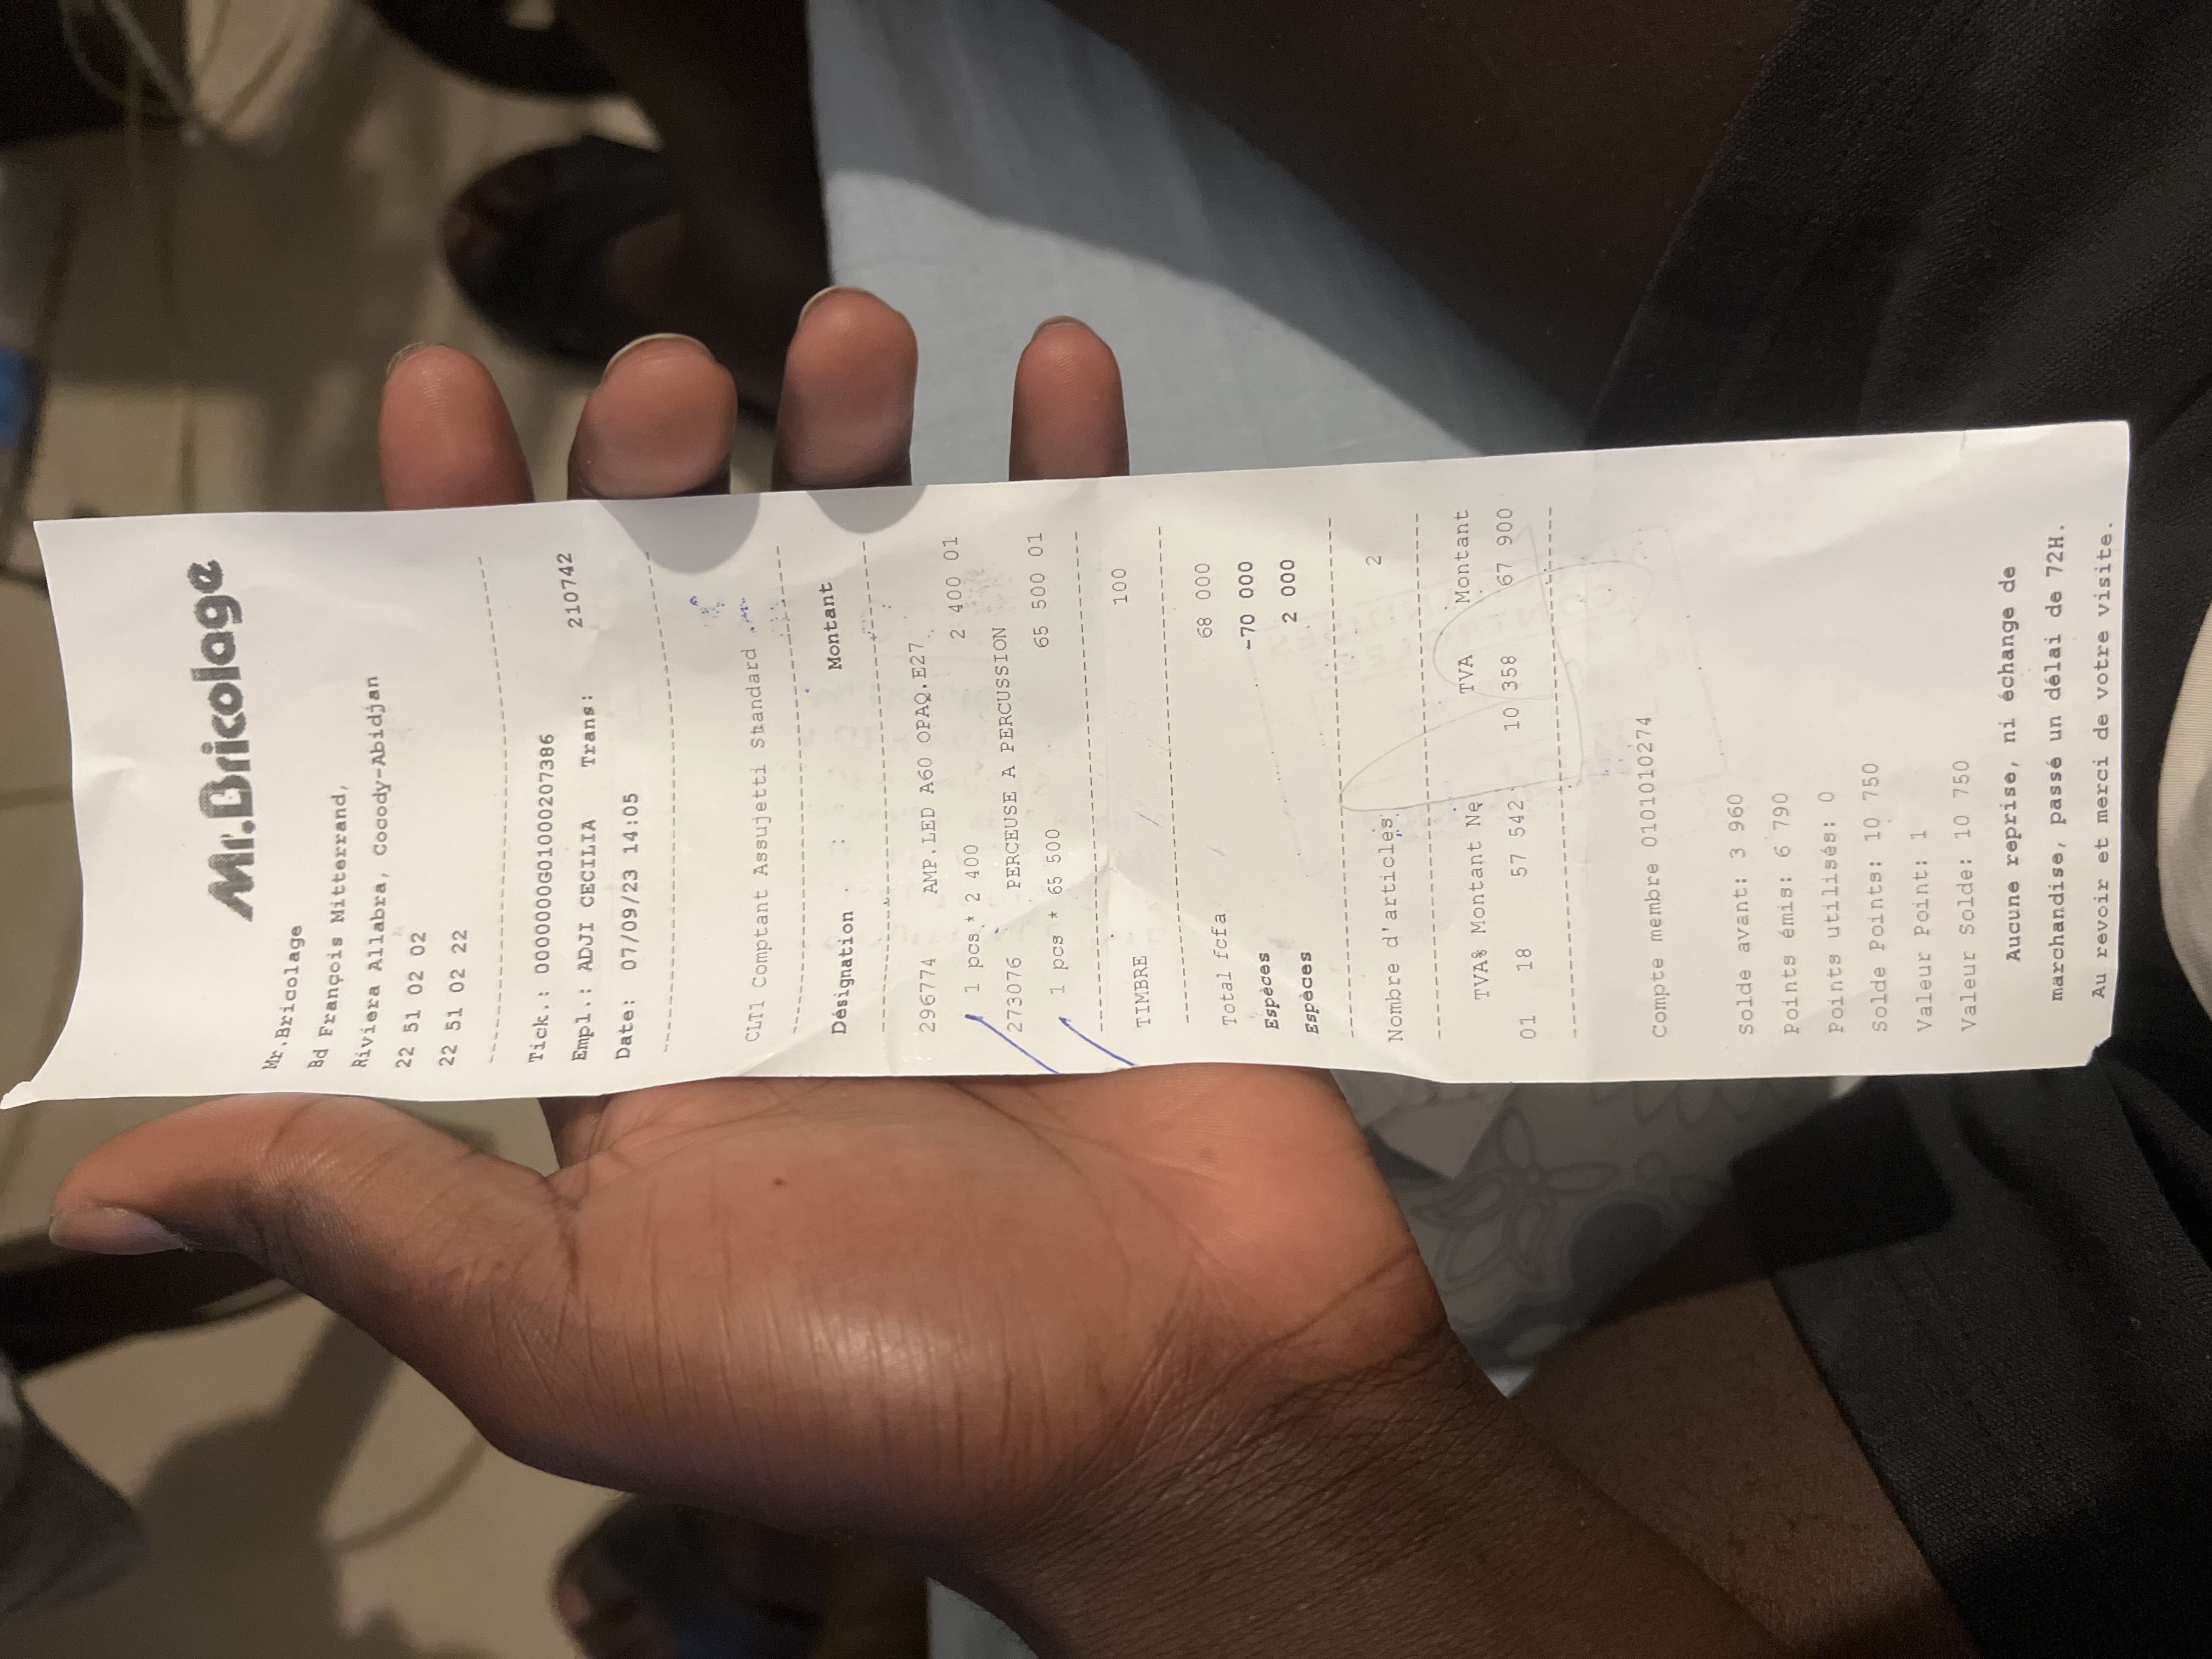 Mr.Bricolage
Mr.Bricolage
Bd François Mitterrand,
Riviera Allabra, Cocody-Abidjan
22 51 02 02
22 51 02 22
Tick.: 0000000G01000207386
Empl.: ADJI CECILIA Trans: 210742
Date: 07/09/23 14:05
CLT1 Comptant Assujetti Standard
Désignation Montant
296774 AMP.LED A60 OPAQ.E27
1 pcs * 2 400 2 400 01
273076 PERCEUSE A PERCUSSION
1 pcs * 65 500 65 500 01
TIMBRE 100
Total fcfa 68 000
Espèces -70 000
Espèces 2 000
Nombre d'articles 2
TVA% Montant Ne TVA Montant
01 18 57 542 10 358 67 900
Compte membre 0101010274
Solde avant: 3 960
Points émis: 6 790
Points utilisés: 0
Solde Points: 10 750
Valeur Point: 1
Valeur Solde: 10 750
Aucune reprise, ni échange de
marchandise, passé un délai de 72H.
Au revoir et merci de votre visite.